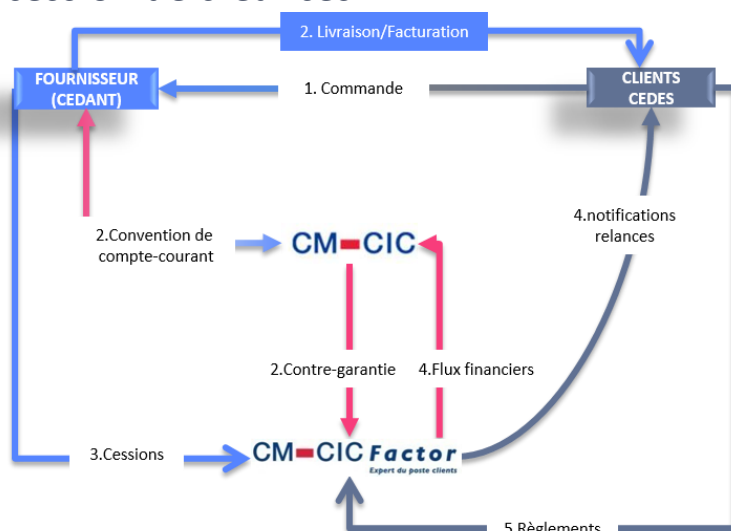 2. Livraison/Facturation
FOURNISSEUR
(CEDANT)
1. Commande
CLIENTS
CEDES
4.notifications
relances
2.Convention de
compte-courant
CM-CIC
2.Contre-garantie
4.Flux financiers
3.Cessions
CM-CIC Factor
Expert du poste clients
5.Règlements